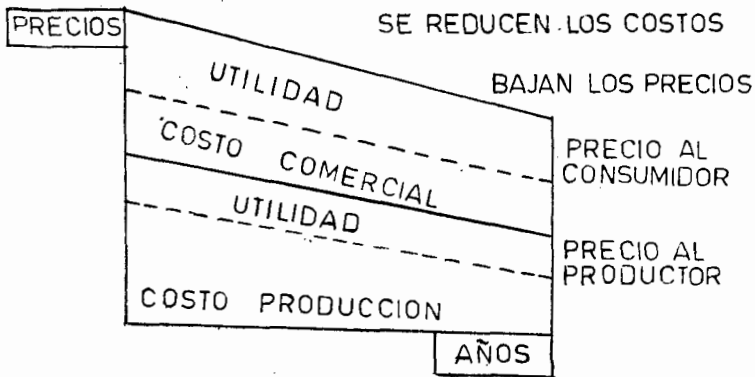 PRECIOS
SE REDUCEN LOS COSTOS
BAJAN LOS PRECIOS
UTILIDAD
COSTO COMERCIAL
PRECIO AL
CONSUMIDOR
UTILIDAD
PRECIO AL
PRODUCTOR
COSTO PRODUCCION
AÑOS